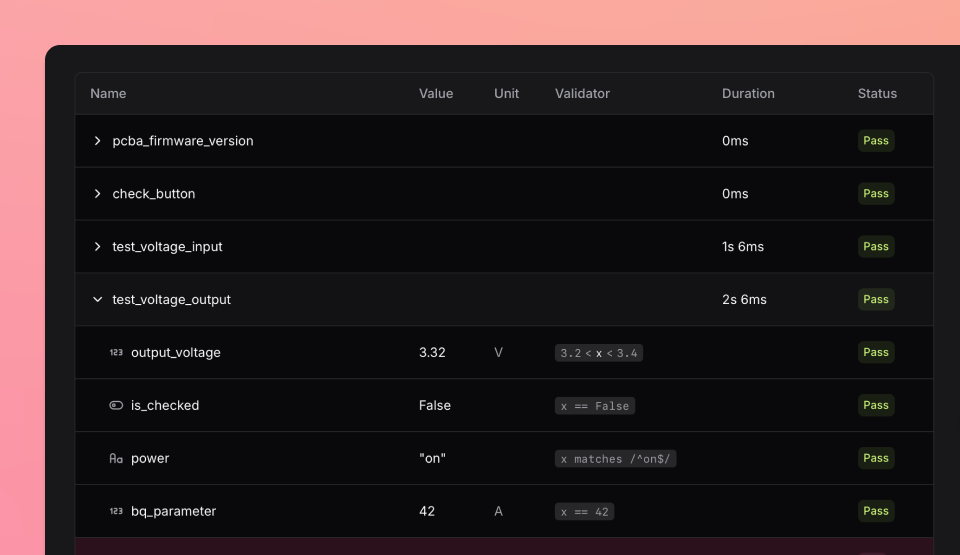 Name Value Unit Validator Duration Status
pcba_firmware_version 0ms Pass
check_button 0ms Pass
test_voltage_input 1s 6ms Pass
test_voltage_output 2s 6ms Pass
123 output_voltage 3.32 V 3.2 < x < 3.4 Pass
is_checked False x == False Pass
Aa power "on" x matches /^on$/ Pass
123 bq_parameter 42 A x == 42 Pass